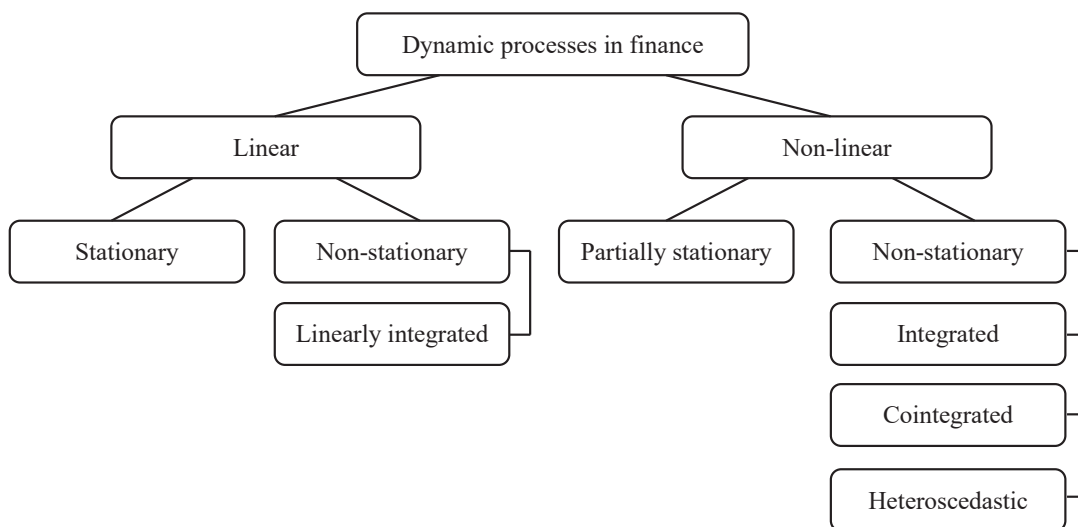 Dynamic processes in finance
Linear
Non-linear
Stationary
Non-stationary
Partially stationary
Non-stationary
Linearly integrated
Integrated
Cointegrated
Heteroscedastic